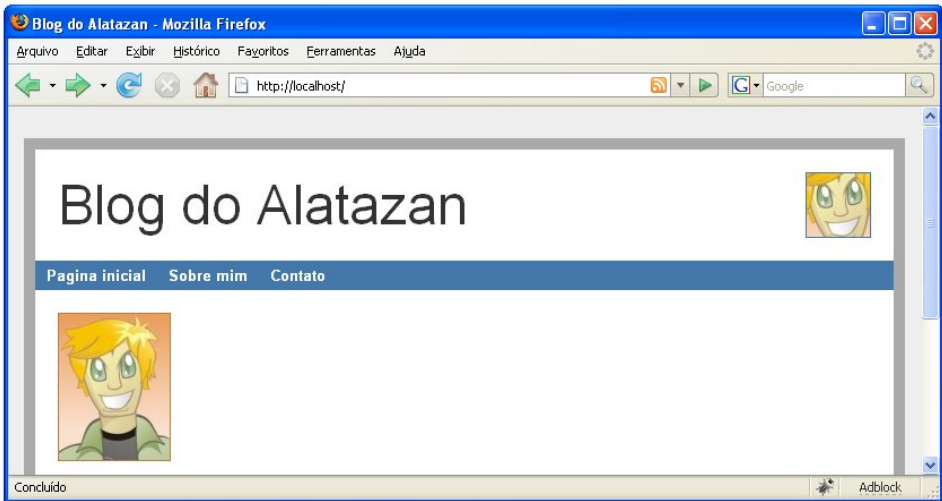 Blog do Alatazan - Mozilla Firefox
Arquivo Editar Exibir Histórico Favoritos Ferramentas Ajuda
http://localhost/ G Google
Blog do Alatazan
Pagina inicial Sobre mim Contato
Concluído Adblock